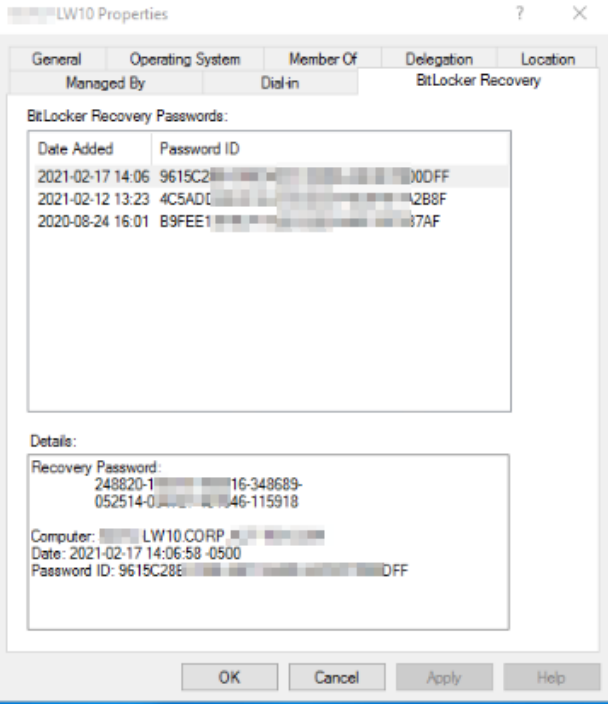 LW10 Properties
General Operating System Member Of Delegation Location
Managed By Dial-in BitLocker Recovery
BitLocker Recovery Passwords:
Date Added Password ID
2021-02-17 14:06 9615C2 00DFF
2021-02-12 13:23 4C5ADD A2B8F
2020-08-24 16:01 B9FEE1 37AF
Details:
Recovery Password:
248820-1 16-348689-
052514-0 46-115918
Computer: LW10.CORP
Date: 2021-02-17 14:06:58 -0500
Password ID: 9615C28E DFF
OK Cancel Apply Help